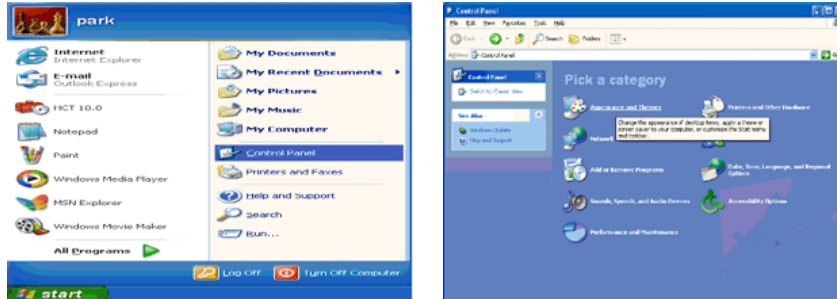 park
Internet
Internet Explorer
E-mail
Outlook Express
HCT 10.0
Notepad
Paint
Windows Media Player
MSN Explorer
Windows Movie Maker
All Programs
My Documents
My Recent Documents
My Pictures
My Music
My Computer
Control Panel
Printers and Faxes
Help and Support
Search
Run...
Log Off
Turn Off Computer
start
Control Panel
File Edit View Favorites Tools Help
Back
Search
Folders
Address
Control Panel
Go
Control Panel
Switch to Classic View
See Also
Windows Update
Help and Support
Pick a category
Appearance and Themes
Printers and Other Hardware
Change the appearance of desktop items, apply a theme or
screen saver to your computer, or customize the Start menu
and taskbar.
Network
Add or Remove Programs
Date, Time, Language, and Regional
Options
Sounds, Speech, and Audio Devices
Accessibility Options
Performance and Maintenance